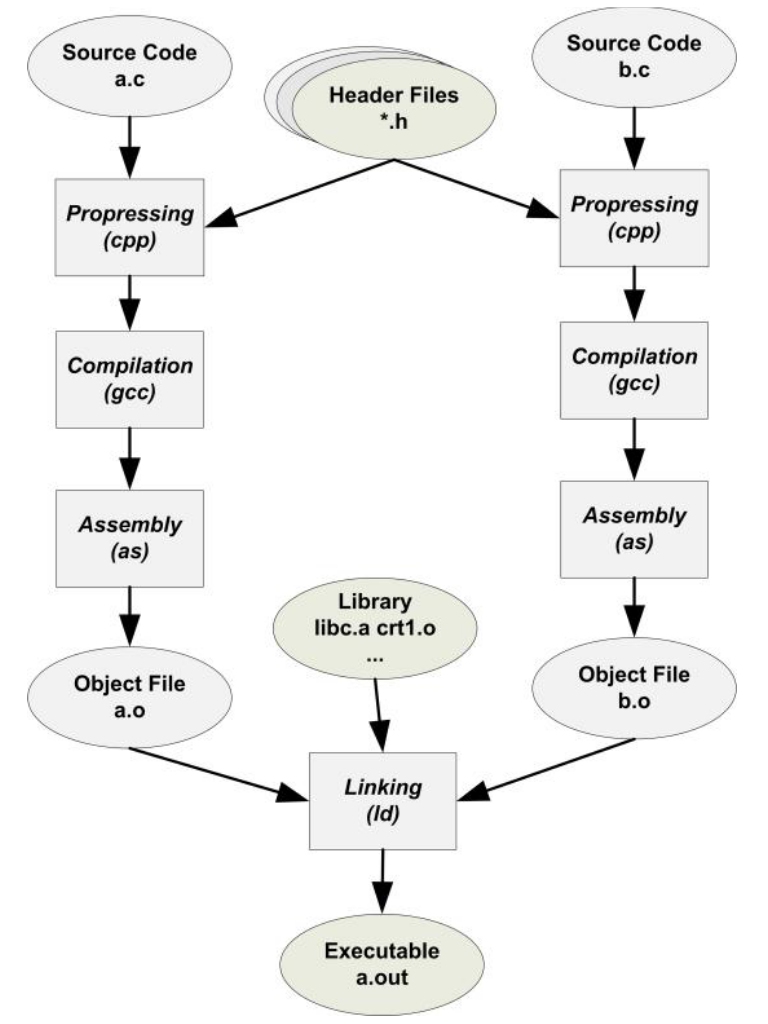 Source Code
a.c
Header Files
*.h
Source Code
b.c
Propressing
(cpp)
Propressing
(cpp)
Compilation
(gcc)
Compilation
(gcc)
Assembly
(as)
Assembly
(as)
Library
libc.a crt1.o
...
Object File
a.o
Object File
b.o
Linking
(ld)
Executable
a.out